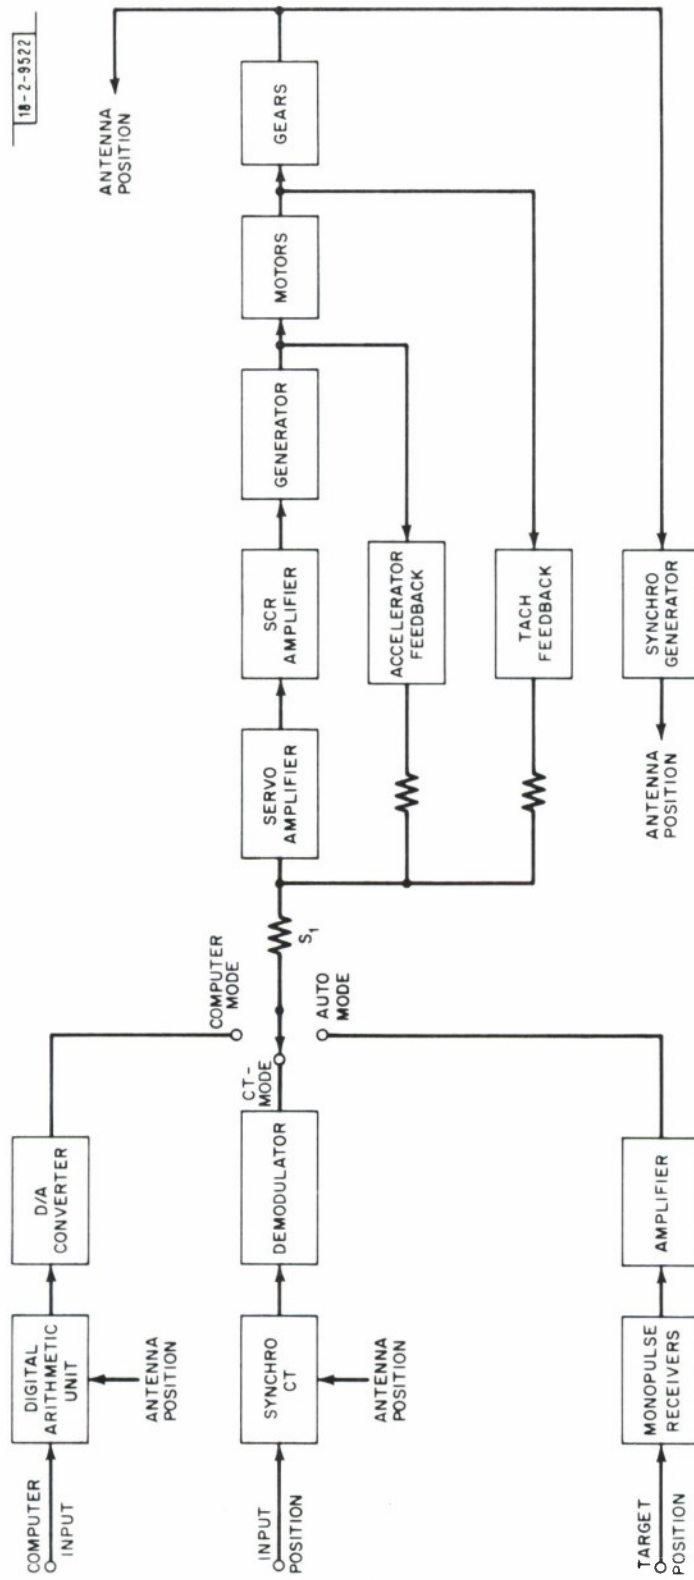 18-2-9522
COMPUTER
INPUT
DIGITAL
ARITHMETIC
UNIT
ANTENNA
POSITION
D/A
CONVERTER
COMPUTER
MODE
INPUT
POSITION
SYNCHRO
CT
ANTENNA
POSITION
DEMODULATOR
CT-
MODE
S1
AUTO
MODE
TARGET
POSITION
MONOPULSE
RECEIVERS
AMPLIFIER
SERVO
AMPLIFIER
SCR
AMPLIFIER
GENERATOR
MOTORS
GEARS
ANTENNA
POSITION
ACCELERATOR
FEEDBACK
TACH
FEEDBACK
SYNCHRO
GENERATOR
ANTENNA
POSITION